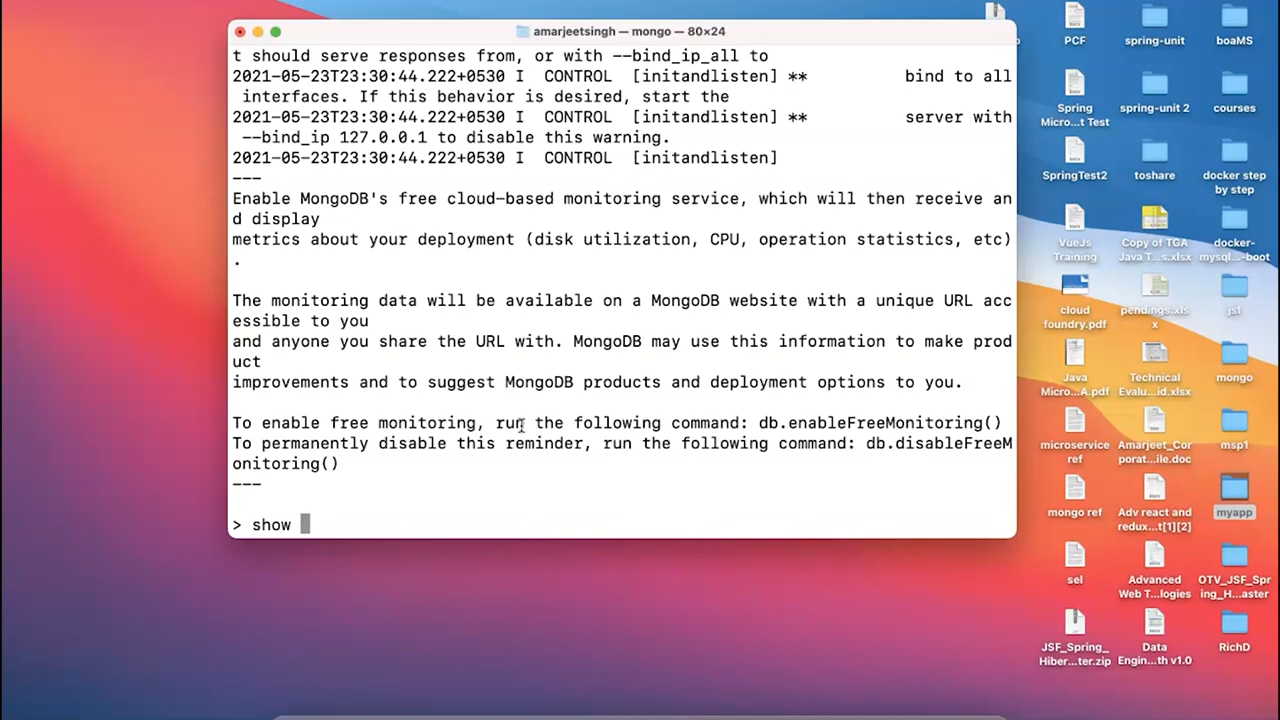 amarjeetsingh — mongo — 80×24
t should serve responses from, or with --bind_ip_all to
2021-05-23T23:30:44.222+0530 I  CONTROL  [initandlisten] **          bind to all
 interfaces. If this behavior is desired, start the
2021-05-23T23:30:44.222+0530 I  CONTROL  [initandlisten] **          server with
 --bind_ip 127.0.0.1 to disable this warning.
2021-05-23T23:30:44.222+0530 I  CONTROL  [initandlisten]
---
Enable MongoDB's free cloud-based monitoring service, which will then receive an
d display
metrics about your deployment (disk utilization, CPU, operation statistics, etc)
.
The monitoring data will be available on a MongoDB website with a unique URL acc
essible to you
and anyone you share the URL with. MongoDB may use this information to make prod
uct
improvements and to suggest MongoDB products and deployment options to you.
To enable free monitoring, run the following command: db.enableFreeMonitoring()
To permanently disable this reminder, run the following command: db.disableFreeM
onitoring()
---
> show
PCF
spring-unit
boaMS
Spring
Micro...t Test
spring-unit 2
courses
SpringTest2
toshare
docker step
by step
VueJs
Training
Copy of TGA
Java T...s.xlsx
docker-
mysql...-boot
cloud
foundry.pdf
pendings.xls
x
jsf
Java
Micro...A.pdf
Technical
Evalu...id.xlsx
mongo
microservice
ref
Amarjeet_Cor
porat...ile.doc
msp1
mongo ref
Adv react and
redux...t[1][2]
myapp
sel
Advanced
Web T...logies
OTV_JSF_Spr
ing_H...aster
JSF_Spring_
Hiber...ter.zip
Data
Engin...th v1.0
RichD